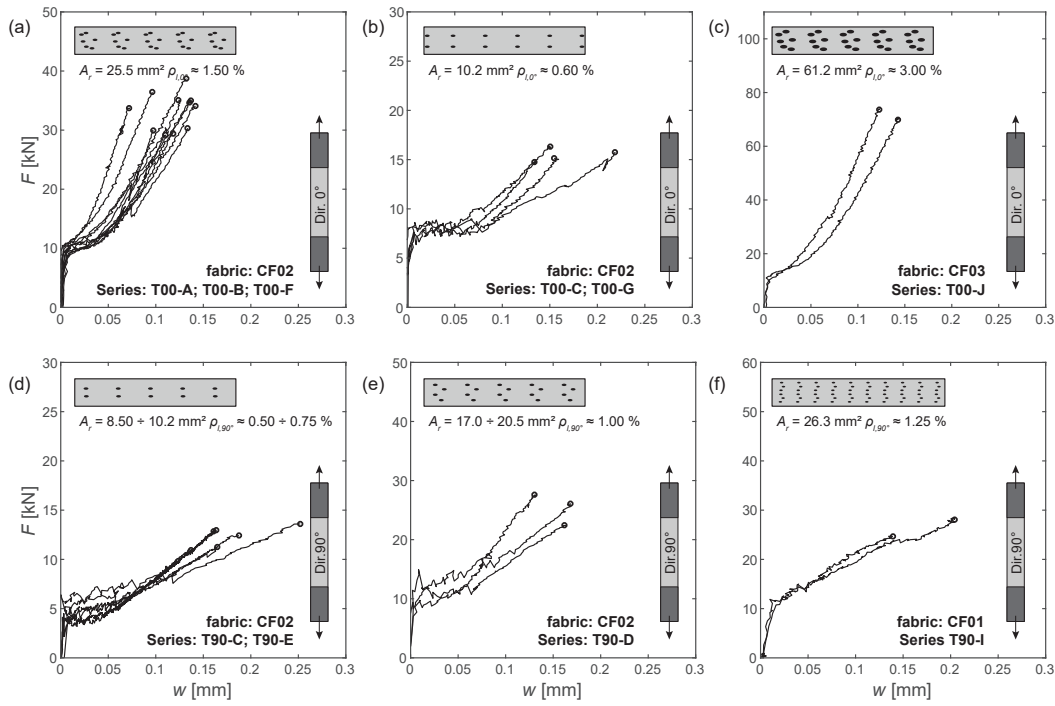 (a)
50
40
30
20
10
0
F [kN]
A_r = 25.5 mm² ρ_l,0° ≈ 1.50 %
Dir. 0°
fabric: CF02
Series: T00-A; T00-B; T00-F
0 0.05 0.1 0.15 0.2 0.25 0.3
(b)
30
25
20
15
10
5
0
A_r = 10.2 mm² ρ_l,0° ≈ 0.60 %
Dir. 0°
fabric: CF02
Series: T00-C; T00-G
0 0.05 0.1 0.15 0.2 0.25 0.3
(c)
100
80
60
40
20
0
A_r = 61.2 mm² ρ_l,0° ≈ 3.00 %
Dir. 0°
fabric: CF03
Series: T00-J
0 0.05 0.1 0.15 0.2 0.25 0.3
(d)
30
25
20
15
10
5
0
F [kN]
A_r = 8.50 ÷ 10.2 mm² ρ_l,90° ≈ 0.50 ÷ 0.75 %
Dir.90°
fabric: CF02
Series: T90-C; T90-E
0 0.05 0.1 0.15 0.2 0.25 0.3
w [mm]
(e)
50
40
30
20
10
0
A_r = 17.0 ÷ 20.5 mm² ρ_l,90° ≈ 1.00 %
Dir.90°
fabric: CF02
Series: T90-D
0 0.05 0.1 0.15 0.2 0.25 0.3
w [mm]
(f)
60
50
40
30
20
10
0
A_r = 26.3 mm² ρ_l,90° ≈ 1.25 %
Dir.90°
fabric: CF01
Series T90-I
0 0.05 0.1 0.15 0.2 0.25 0.3
w [mm]